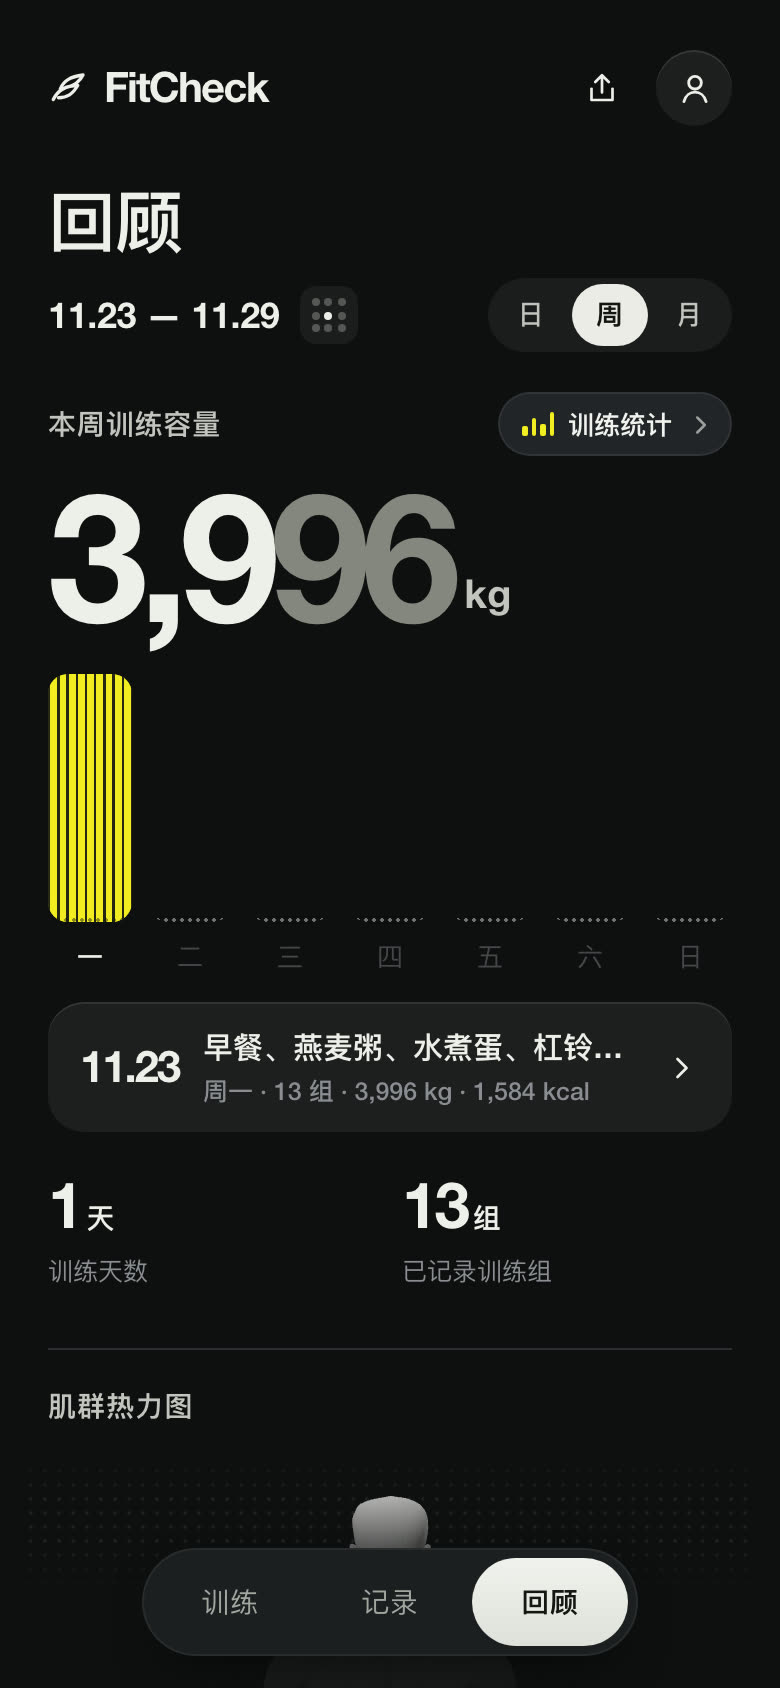 FitCheck
回顾
11.23 — 11.29
日 周 月
本周训练容量
训练统计
3,996 kg
一 二 三 四 五 六 日
11.23
早餐、燕麦粥、水煮蛋、杠铃...
周一 · 13 组 · 3,996 kg · 1,584 kcal
1 天
训练天数
13 组
已记录训练组
肌群热力图
训练 记录 回顾